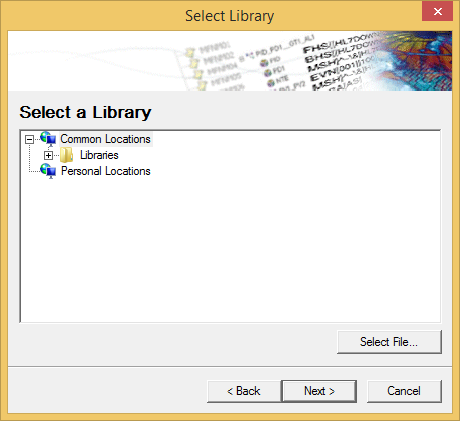 Select Library
Select a Library
Common Locations
Libraries
Personal Locations
Select File...
< Back
Next >
Cancel